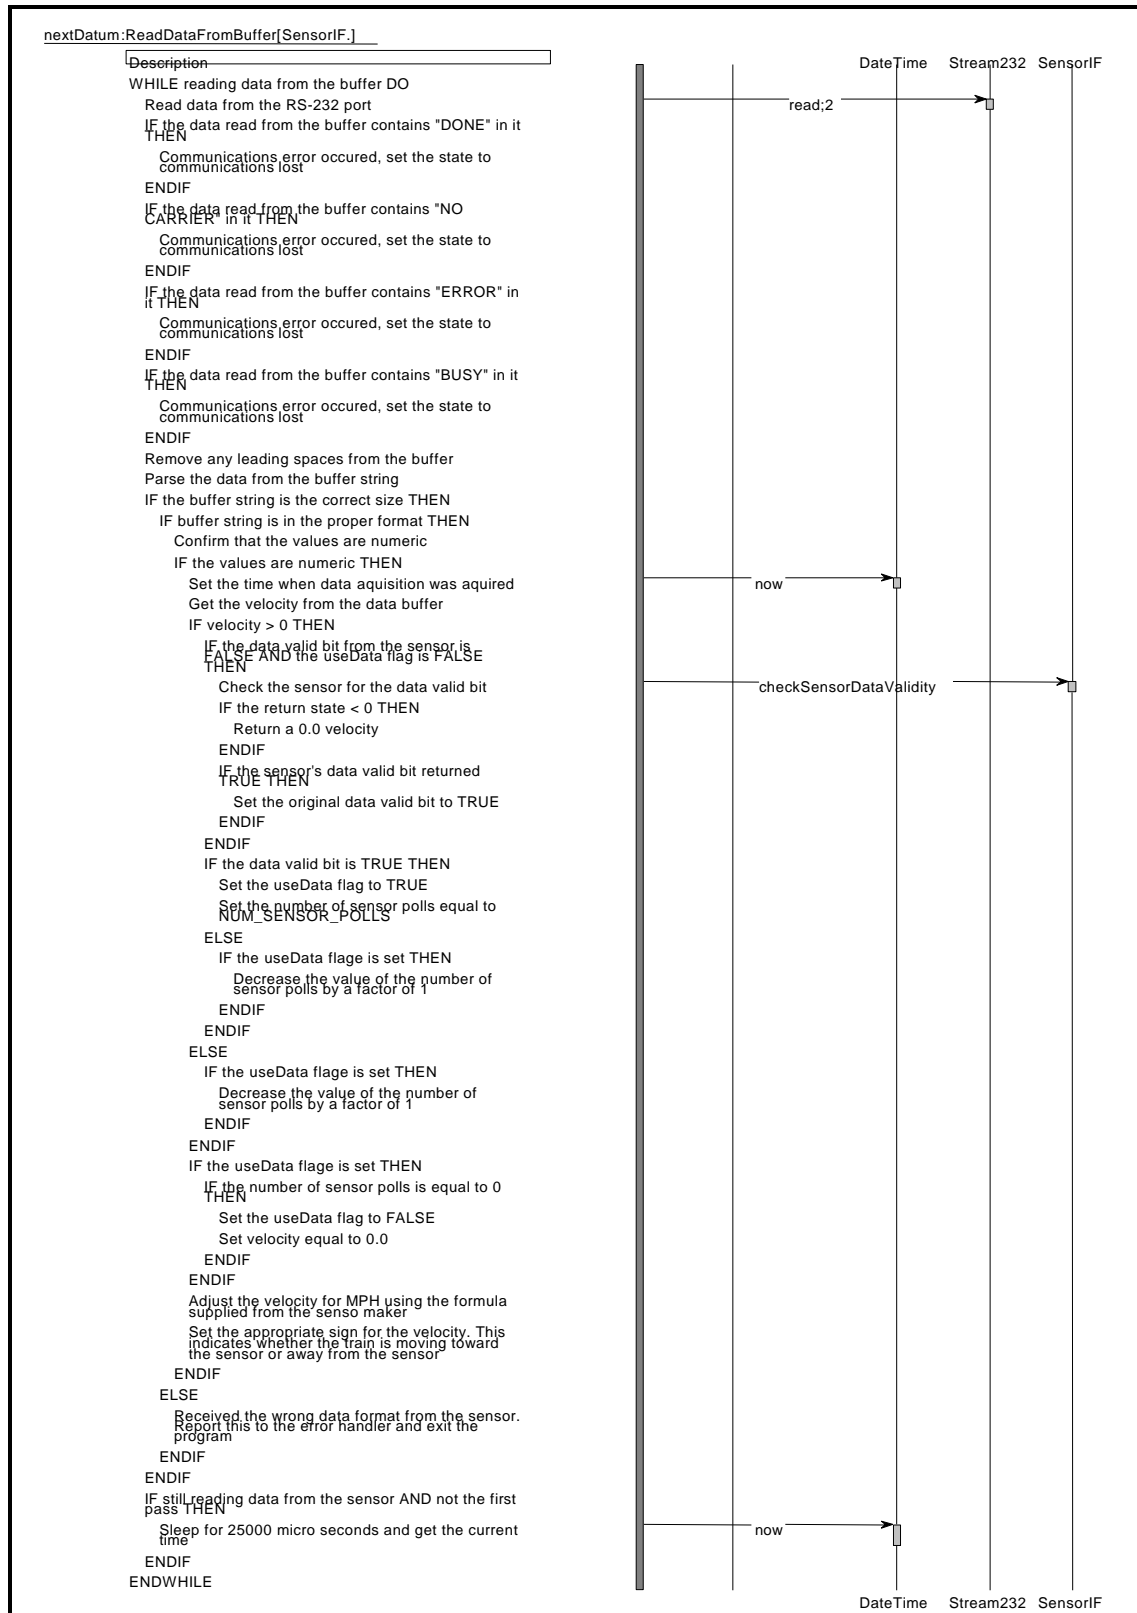 nextDatum:ReadDataFromBuffer[SensorIF.]
Description
DateTime Stream232 SensorIF
WHILE reading data from the buffer DO
Read data from the RS-232 port
read;2
IF the data read from the buffer contains "DONE" in it
THEN
Communications error occured, set the state to
communications lost
ENDIF
IF the data read from the buffer contains "NO
CARRIER" in it THEN
Communications error occured, set the state to
communications lost
ENDIF
IF the data read from the buffer contains "ERROR" in
it THEN
Communications error occured, set the state to
communications lost
ENDIF
IF the data read from the buffer contains "BUSY" in it
THEN
Communications error occured, set the state to
communications lost
ENDIF
Remove any leading spaces from the buffer
Parse the data from the buffer string
IF the buffer string is the correct size THEN
IF buffer string is in the proper format THEN
Confirm that the values are numeric
IF the values are numeric THEN
Set the time when data aquisition was aquired
now
Get the velocity from the data buffer
IF velocity > 0 THEN
IF the data valid bit from the sensor is
FALSE AND the useData flag is FALSE
THEN
Check the sensor for the data valid bit
checkSensorDataValidity
IF the return state < 0 THEN
Return a 0.0 velocity
ENDIF
IF the sensor's data valid bit returned
TRUE THEN
Set the original data valid bit to TRUE
ENDIF
ENDIF
IF the data valid bit is TRUE THEN
Set the useData flag to TRUE
Set the number of sensor polls equal to
NUM_SENSOR_POLLS
ELSE
IF the useData flage is set THEN
Decrease the value of the number of
sensor polls by a factor of 1
ENDIF
ENDIF
ELSE
IF the useData flage is set THEN
Decrease the value of the number of
sensor polls by a factor of 1
ENDIF
ENDIF
IF the useData flage is set THEN
IF the number of sensor polls is equal to 0
THEN
Set the useData flag to FALSE
Set velocity equal to 0.0
ENDIF
ENDIF
Adjust the velocity for MPH using the formula
supplied from the senso maker
Set the appropriate sign for the velocity. This
indicates whether the train is moving toward
the sensor or away from the sensor
ENDIF
ELSE
Received the wrong data format from the sensor.
Report this to the error handler and exit the
program
ENDIF
ENDIF
IF still reading data from the sensor AND not the first
pass THEN
Sleep for 25000 micro seconds and get the current
time
now
ENDIF
ENDWHILE
DateTime Stream232 SensorIF